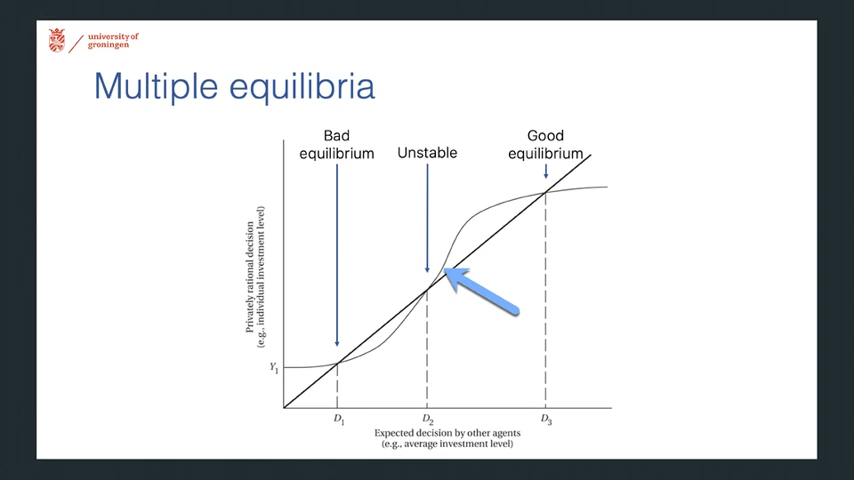 university of
groningen
Multiple equilibria
Bad
equilibrium
Unstable
Good
equilibrium
Privately rational decision
(e.g., individual investment level)
Y1
D1
D2
D3
Expected decision by other agents
(e.g., average investment level)